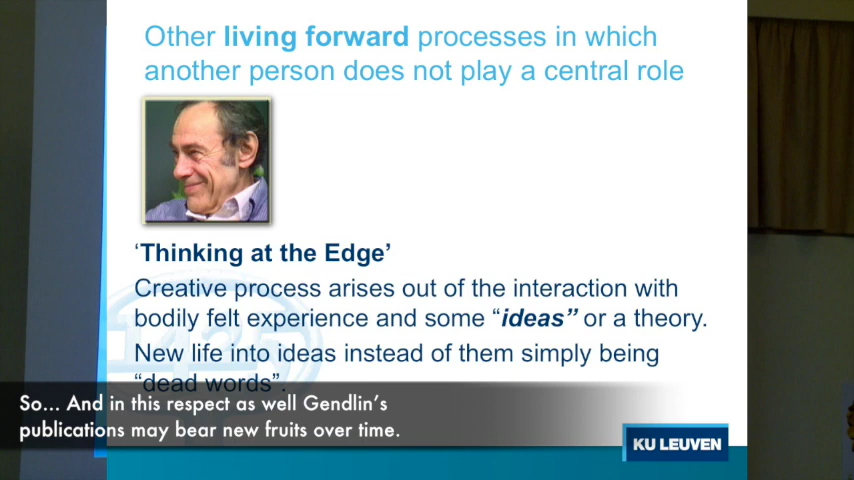 Other living forward processes in which
another person does not play a central role
‘Thinking at the Edge’
Creative process arises out of the interaction with
bodily felt experience and some “ideas” or a theory.
New life into ideas instead of them simply being
“dead words”.
So... And in this respect as well Gendlin’s
publications may bear new fruits over time.
KU LEUVEN
1425